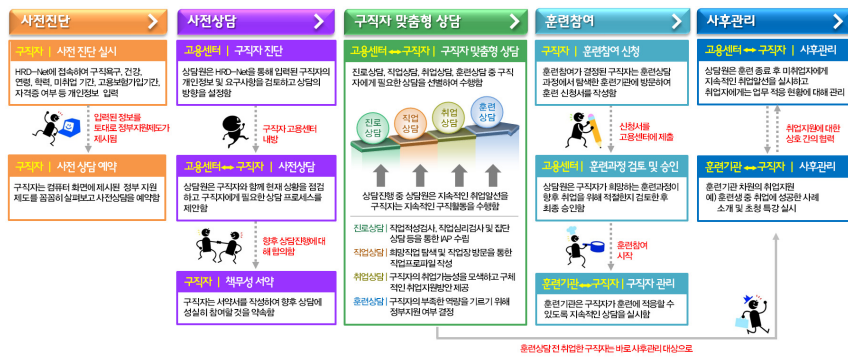 사전진단
구직자 | 사전 진단 실시
HRD-Net에 접속하여 구직욕구, 건강,
연령, 학력, 미취업 기간, 고용보험가입기간,
자격증 여부 등 개인정보 입력
입력된 정보를
토대로 정부지원제도가
제시됨
구직자 | 사전 상담 예약
구직자는 컴퓨터 화면에 제시된 정부 지원
제도를 꼼꼼히 살펴보고 사전상담을 예약함
사전상담
고용센터 | 구직자 진단
상담원은 HRD-Net을 통해 입력된 구직자의
개인정보 및 요구사항을 검토하고 상담의
방향을 설정함
구직자 고용센터
내방
고용센터↔구직자 | 사전상담
상담원은 구직자와 함께 현재 상황을 점검
하고 구직자에게 필요한 상담 프로세스를
제안함
향후 상담진행에 대
해 합의함
구직자 | 책무성 서약
구직자는 서약서를 작성하여 향후 상담에
성실히 참여할 것을 약속함
구직자 맞춤형 상담
고용센터↔구직자 | 구직자 맞춤형 상담
진로상담, 직업상담, 취업상담, 훈련상담 중 구직
자에게 필요한 상담을 선별하여 수행함
진로
상담
직업
상담
취업
상담
훈련
상담
상담진행 중 상담원은 지속적인 취업알선을
구직자는 지속적인 구직활동을 수행함
진로상담 | 직업적성검사, 직업심리검사 및 집단
상담 등을 통한 IAP 수립
직업상담 | 희망직업 탐색 및 직업장 방문을 통한
직업프로파일 작성
취업상담 | 구직자의 취업가능성을 모색하고 구체
적인 취업지원방안 제공
훈련상담 | 구직자의 부족한 역량을 기르기 위해
정부지원 여부 결정
훈련참여
구직자 | 훈련참여 신청
훈련참여가 결정된 구직자는 훈련상담
과정에서 탐색한 훈련기관에 방문하여
훈련 신청서를 작성함
신청서를
고용센터에 제출
고용센터 | 훈련과정 검토 및 승인
상담원은 구직자가 희망하는 훈련과정이
향후 취업을 위해 적절한지 검토한 후
최종 승인함
훈련참여
시작
훈련기관↔구직자 | 구직자 관리
훈련기관은 구직자가 훈련에 적응할 수
있도록 지속적인 상담을 실시함
사후관리
고용센터↔구직자 | 사후관리
상담원은 훈련 종료 후 미취업자에게
지속적인 취업알선을 실시하고
취업자에게는 업무 적응 현황에 대해 관리
취업지원에 대한
상호 간의 협력
훈련기관↔구직자 | 사후관리
훈련기관 차원의 취업지원
예) 훈련생 중 취업에 성공한 사례
소개 및 초청 특강 실시
훈련상담 전 취업한 구직자는 바로 사후관리 대상으로